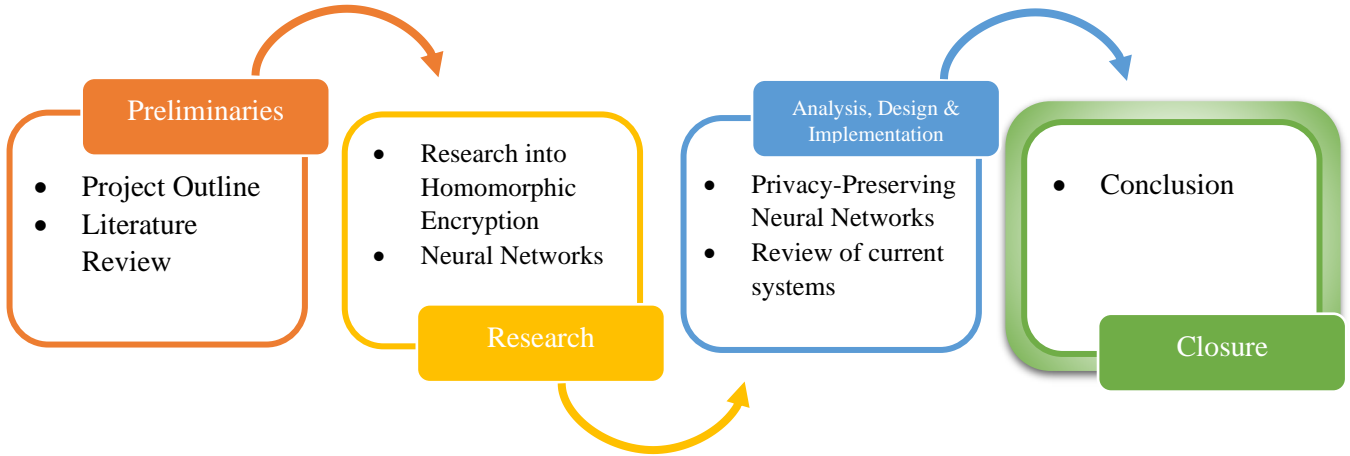 Preliminaries
• Project Outline
• Literature
Review
• Research into
Homomorphic
Encryption
• Neural Networks
Research
Analysis, Design &
Implementation
• Privacy-Preserving
Neural Networks
• Review of current
systems
• Conclusion
Closure